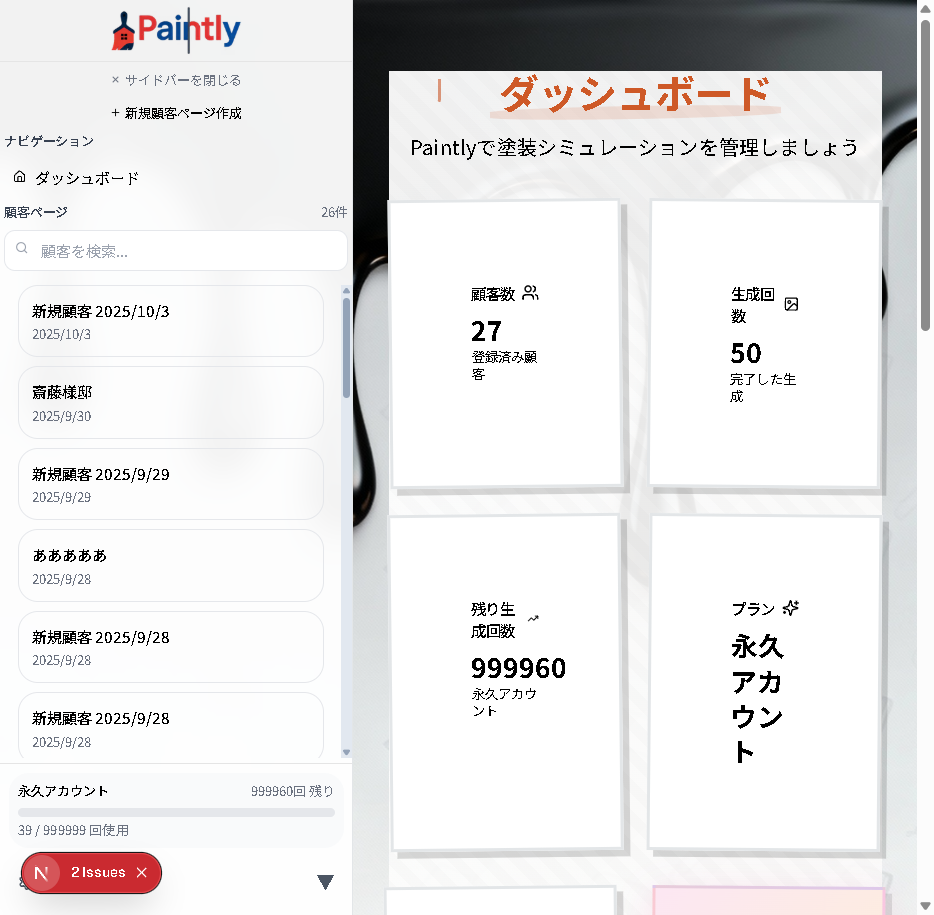 Paintly
× サイドバーを閉じる
+ 新規顧客ページ作成
ナビゲーション
ダッシュボード
顧客ページ 26件
顧客を検索...
新規顧客 2025/10/3
2025/10/3
斎藤様邸
2025/9/30
新規顧客 2025/9/29
2025/9/29
あああああ
2025/9/28
新規顧客 2025/9/28
2025/9/28
新規顧客 2025/9/28
2025/9/28
永久アカウント 999960回 残り
39 / 999999 回使用
N 2 Issues ×
ダッシュボード
Paintlyで塗装シミュレーションを管理しましょう
顧客数
27
登録済み顧
客
生成回
数
50
完了した生
成
残り生
成回数
999960
永久アカウ
ント
プラン
永久
アカ
ウン
ト